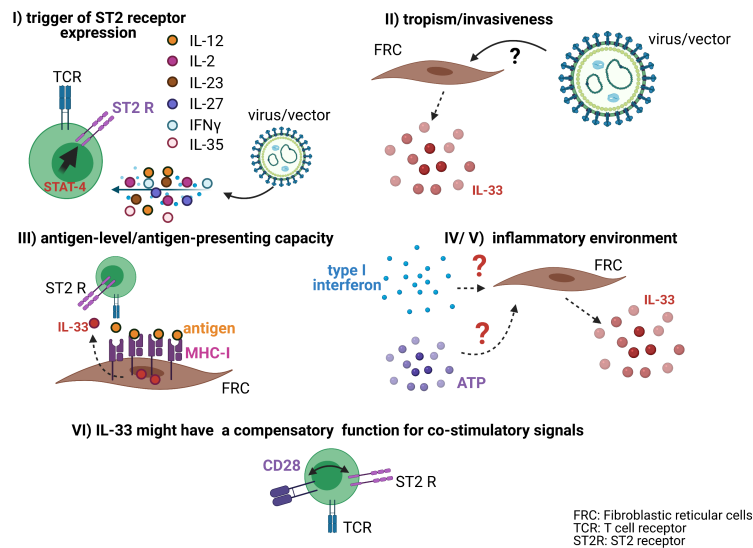 I) trigger of ST2 receptor
expression
IL-12
IL-2
IL-23
IL-27
IFNγ
IL-35
TCR
ST2 R
STAT-4
virus/vector
II) tropism/invasiveness
FRC
?
virus/vector
IL-33
III) antigen-level/antigen-presenting capacity
ST2 R
IL-33
antigen
MHC-I
FRC
IV/ V) inflammatory environment
type I
interferon
?
FRC
IL-33
?
ATP
VI) IL-33 might have a compensatory function for co-stimulatory signals
CD28
ST2 R
TCR
FRC: Fibroblastic reticular cells
TCR: T cell receptor
ST2R: ST2 receptor